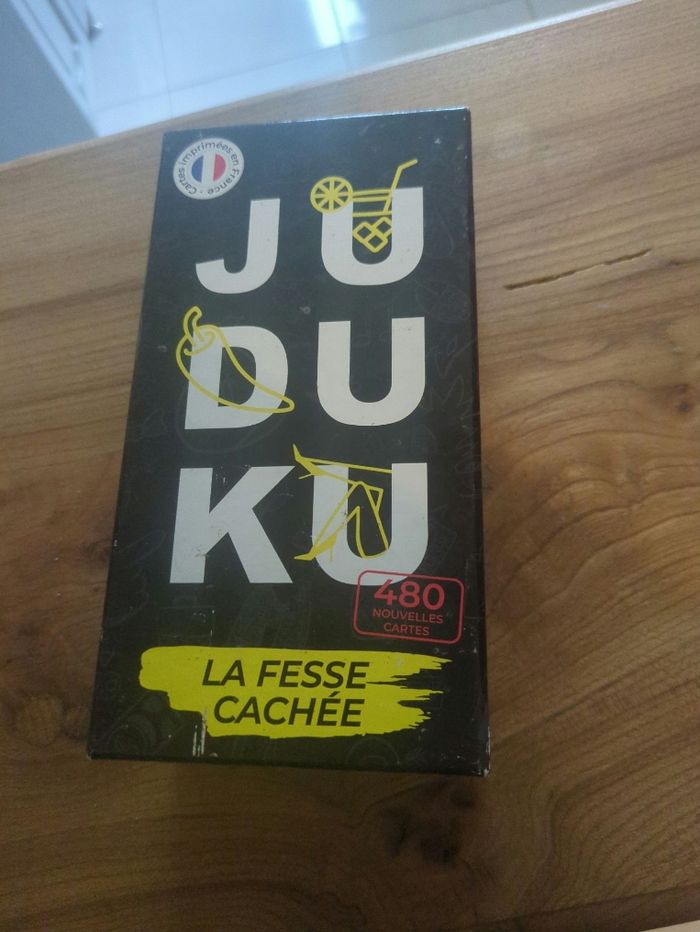 Cartes imprimées en France
JU
DU
KU
480
NOUVELLES
CARTES
LA FESSE
CACHÉE